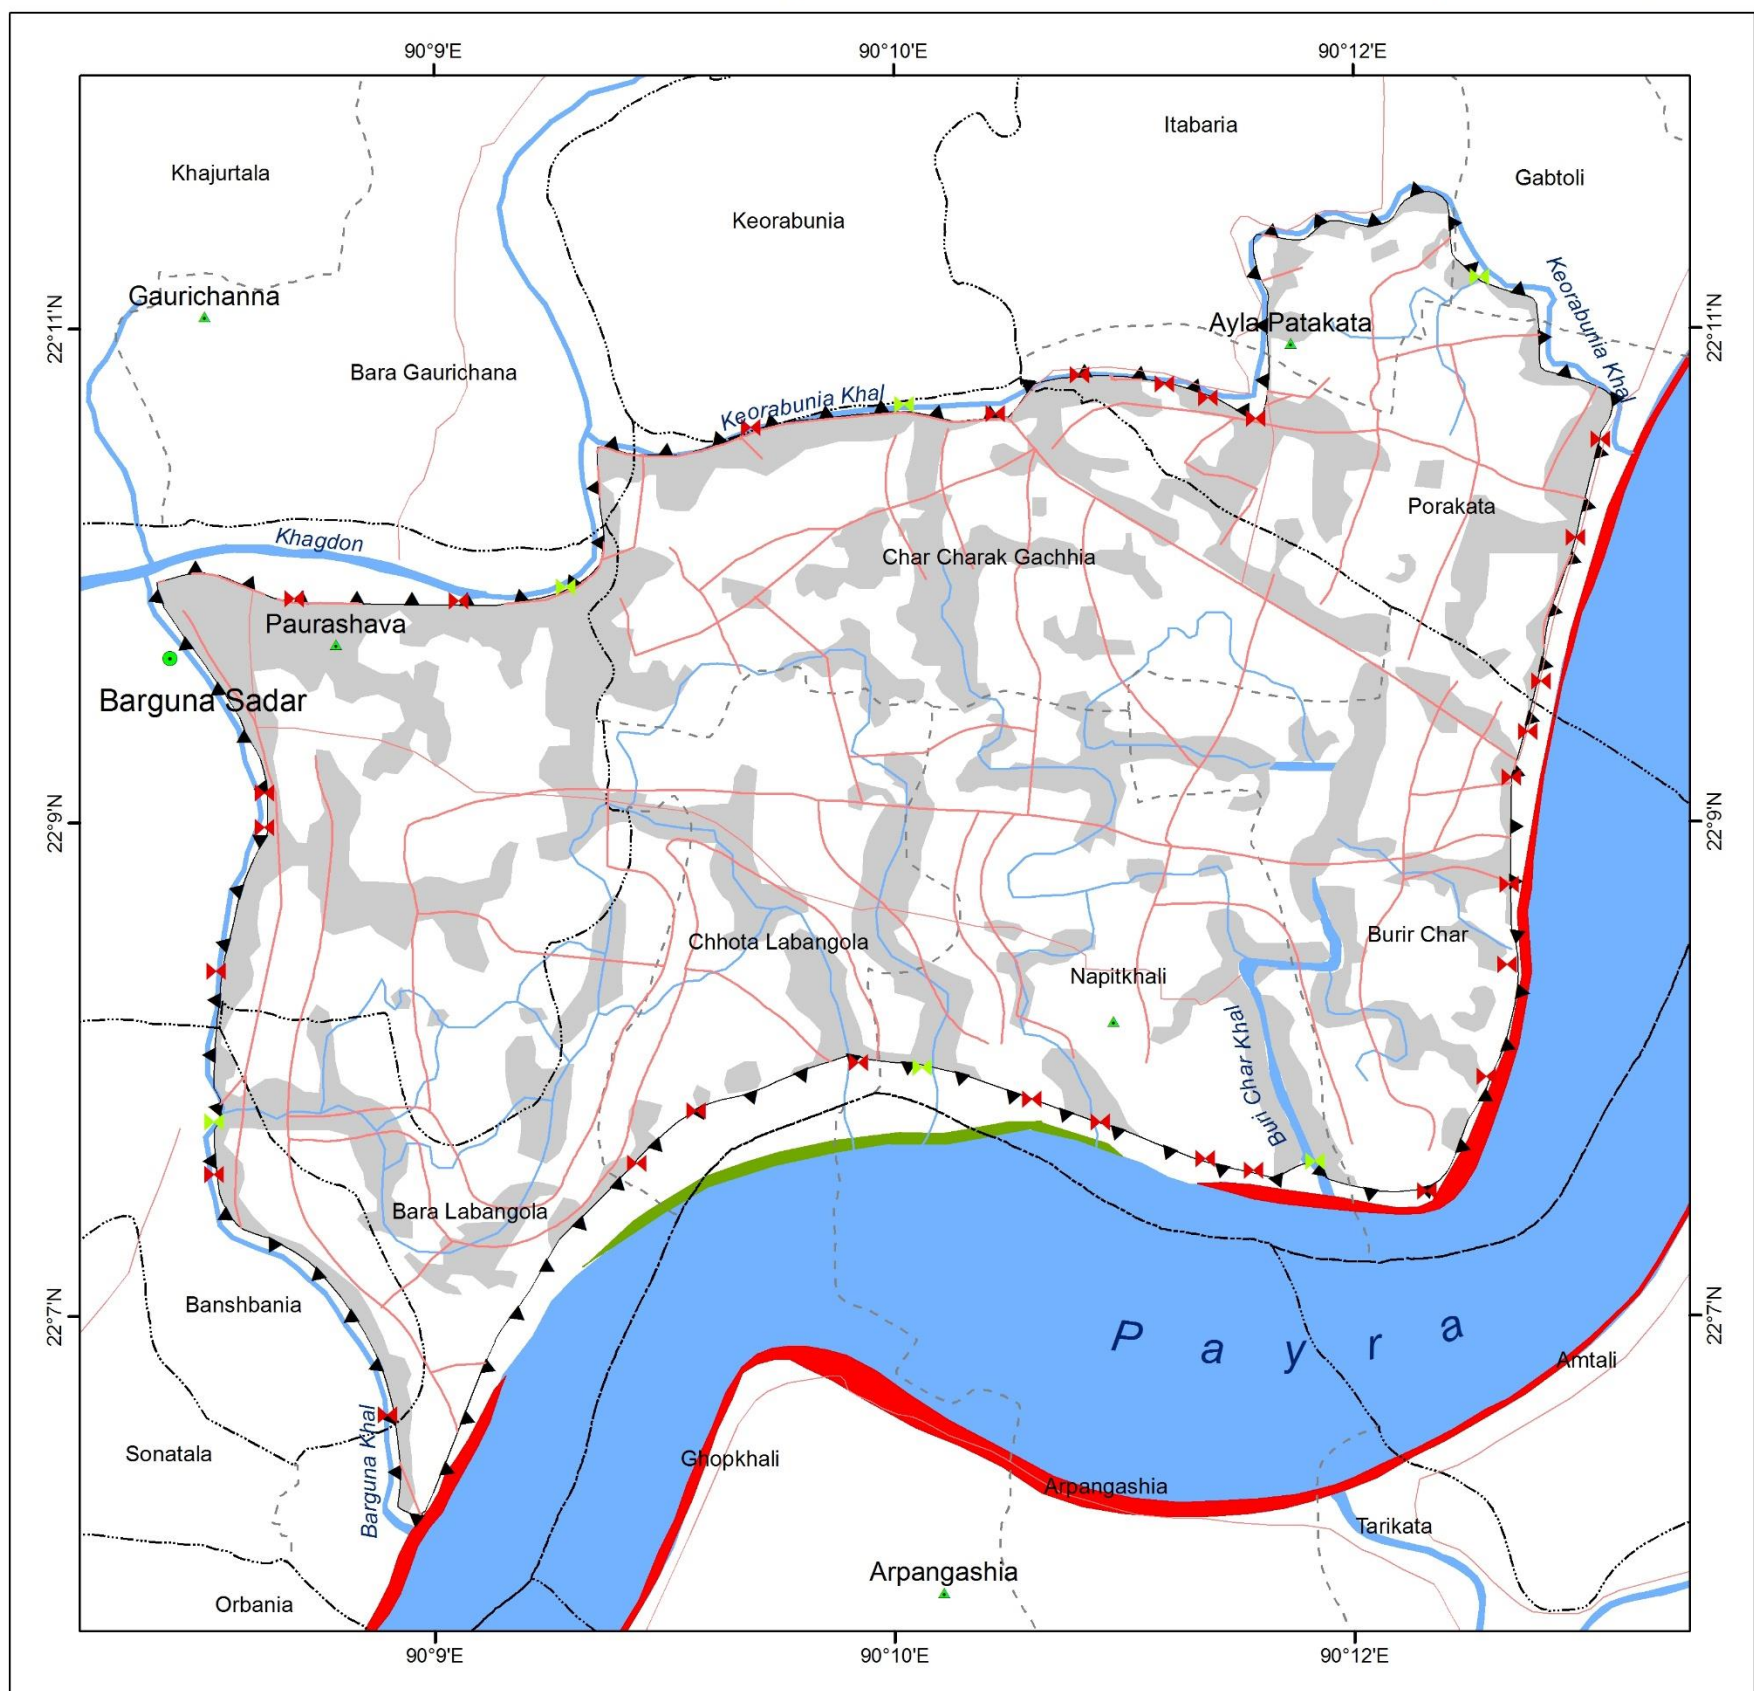 90°9'E
90°10'E
90°12'E
Itabaria
Khajurtala
Gabtoli
Keorabunia
Gaurichanna
Keorabunia Khal
22°11'N
22°11'N
Ayla Patakata
Bara Gaurichana
Keorabunia Khal
Porakata
Khagdon
Char Charak Gachhia
Paurashava
Barguna Sadar
22°9'N
22°9'N
Chhota Labangola
Burir Char
Napitkhali
Buri Char Khal
Bara Labangola
Banshbania
22°7'N
22°7'N
Payra
Amtali
Sonatala
Barguna Khal
Ghopkhali
Arpangashia
Tarikata
Arpangashia
Orbania
90°9'E
90°10'E
90°12'E